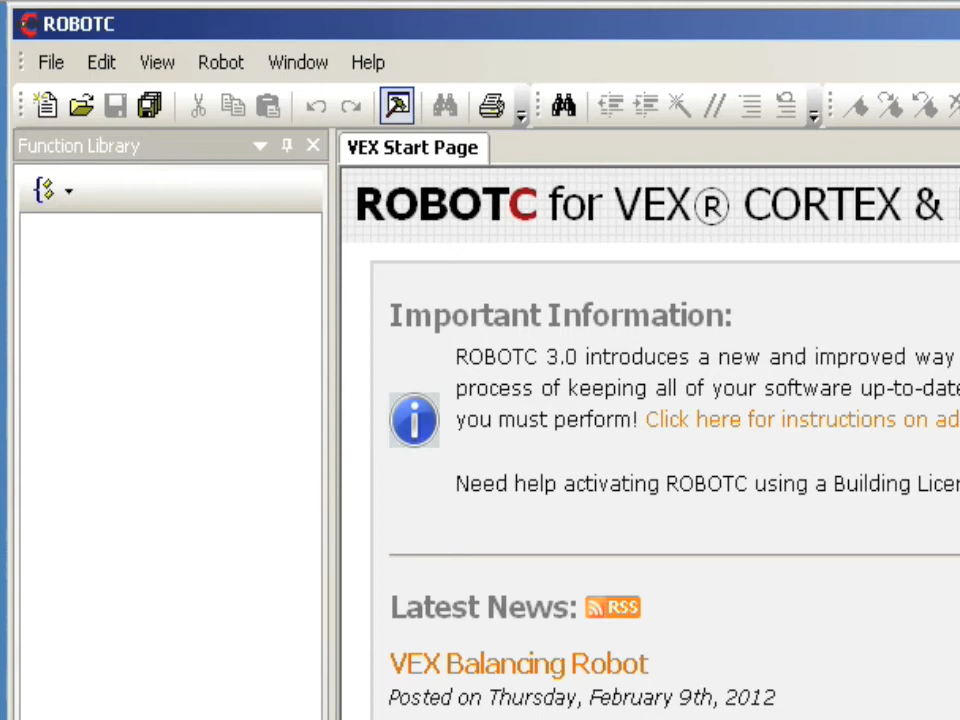 ROBOTC
File Edit View Robot Window Help
Function Library
VEX Start Page
ROBOTC for VEX® CORTEX &
Important Information:
ROBOTC 3.0 introduces a new and improved way
process of keeping all of your software up-to-date
you must perform! Click here for instructions on ad
Need help activating ROBOTC using a Building Licen
Latest News: RSS
VEX Balancing Robot
Posted on Thursday, February 9th, 2012